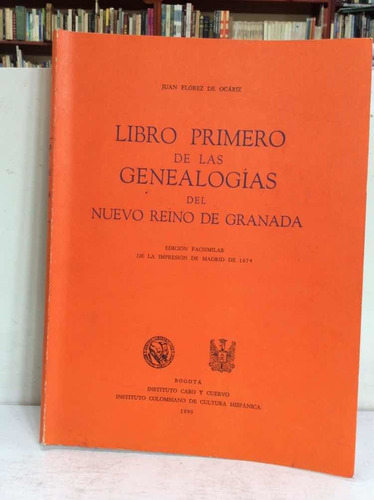 JUAN FLÓREZ DE OCÁRIZ
LIBRO PRIMERO
DE LAS
GENEALOGÍAS
DEL
NUEVO REINO DE GRANADA
EDICIÓN FACSIMILAR
DE LA IMPRESIÓN DE MADRID DE 1674
BOGOTÁ
INSTITUTO CARO Y CUERVO
INSTITUTO COLOMBIANO DE CULTURA HISPÁNICA